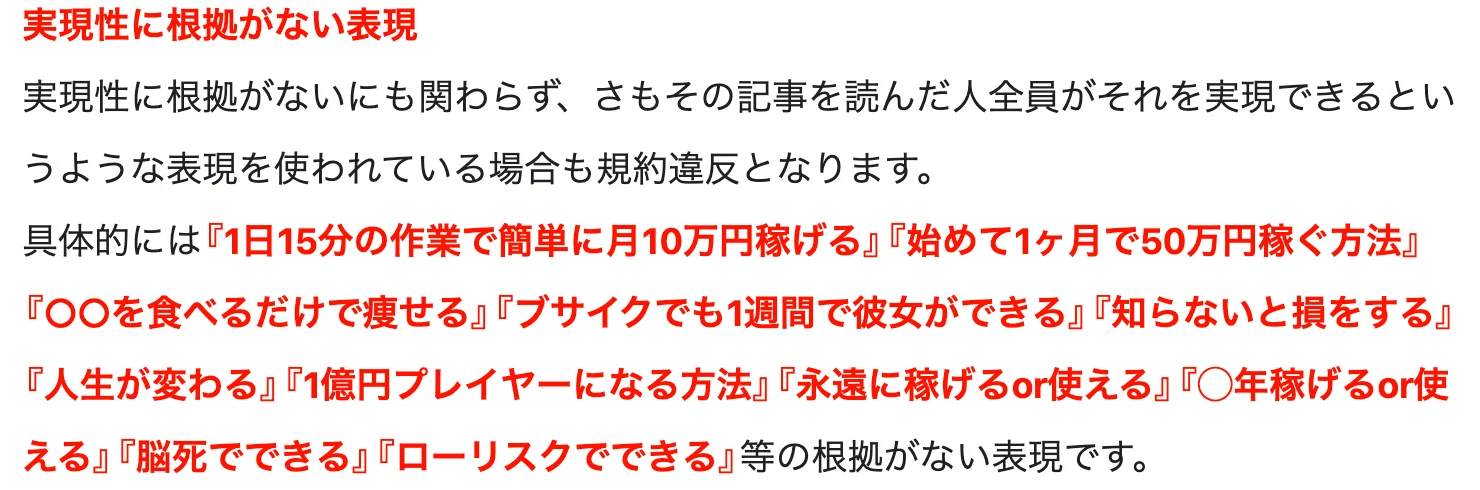 実現性に根拠がない表現
実現性に根拠がないにも関わらず、さもその記事を読んだ人全員がそれを実現できるとい
うような表現を使われている場合も規約違反となります。
具体的には『1日15分の作業で簡単に月10万円稼げる』『始めて1ヶ月で50万円稼ぐ方法』
『○○を食べるだけで痩せる』『ブサイクでも1週間で彼女ができる』『知らないと損をする』
『人生が変わる』『1億円プレイヤーになる方法』『永遠に稼げるor使える』『◯年稼げるor使
える』『脳死でできる』『ローリスクでできる』等の根拠がない表現です。